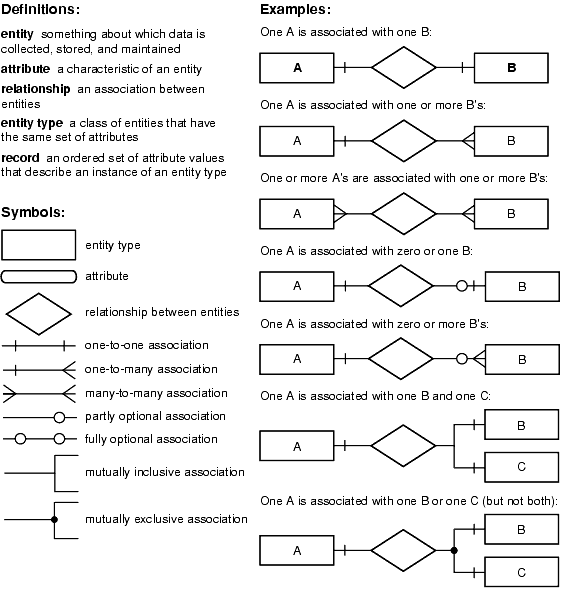 Definitions:
entity something about which data is
collected, stored, and maintained
attribute a characteristic of an entity
relationship an association between
entities
entity type a class of entities that have
the same set of attributes
record an ordered set of attribute values
that describe an instance of an entity type
Symbols:
entity type
attribute
relationship between entities
one-to-one association
one-to-many association
many-to-many association
partly optional association
fully optional association
mutually inclusive association
mutually exclusive association
Examples:
One A is associated with one B:
A B
One A is associated with one or more B's:
A B
One or more A's are associated with one or more B's:
A B
One A is associated with zero or one B:
A B
One A is associated with zero or more B's:
A B
One A is associated with one B and one C:
B
A
C
One A is associated with one B or one C (but not both):
B
A
C